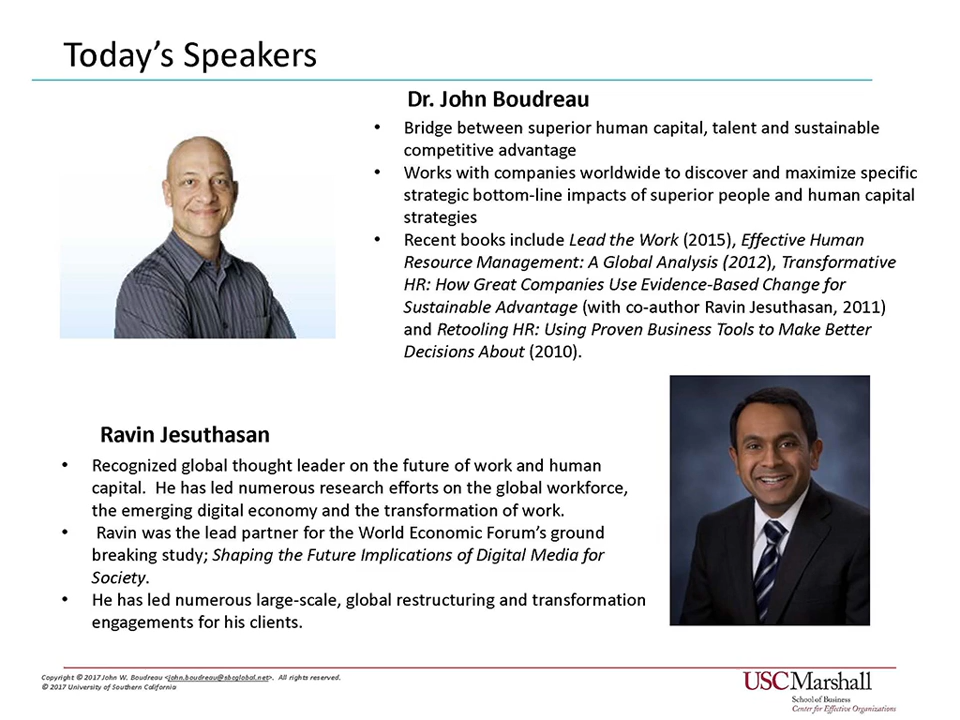 Today’s Speakers
Dr. John Boudreau
• Bridge between superior human capital, talent and sustainable
competitive advantage
• Works with companies worldwide to discover and maximize specific
strategic bottom-line impacts of superior people and human capital
strategies
• Recent books include Lead the Work (2015), Effective Human
Resource Management: A Global Analysis (2012), Transformative
HR: How Great Companies Use Evidence-Based Change for
Sustainable Advantage (with co-author Ravin Jesuthasan, 2011)
and Retooling HR: Using Proven Business Tools to Make Better
Decisions About (2010).
Ravin Jesuthasan
• Recognized global thought leader on the future of work and human
capital.  He has led numerous research efforts on the global workforce,
the emerging digital economy and the transformation of work.
• Ravin was the lead partner for the World Economic Forum’s ground
breaking study; Shaping the Future Implications of Digital Media for
Society.
• He has led numerous large-scale, global restructuring and transformation
engagements for his clients.
Copyright © 2017 John W. Boudreau <john.boudreau@sbcglobal.net>.  All rights reserved.
© 2017 University of Southern California
USC Marshall
School of Business
Center for Effective Organizations